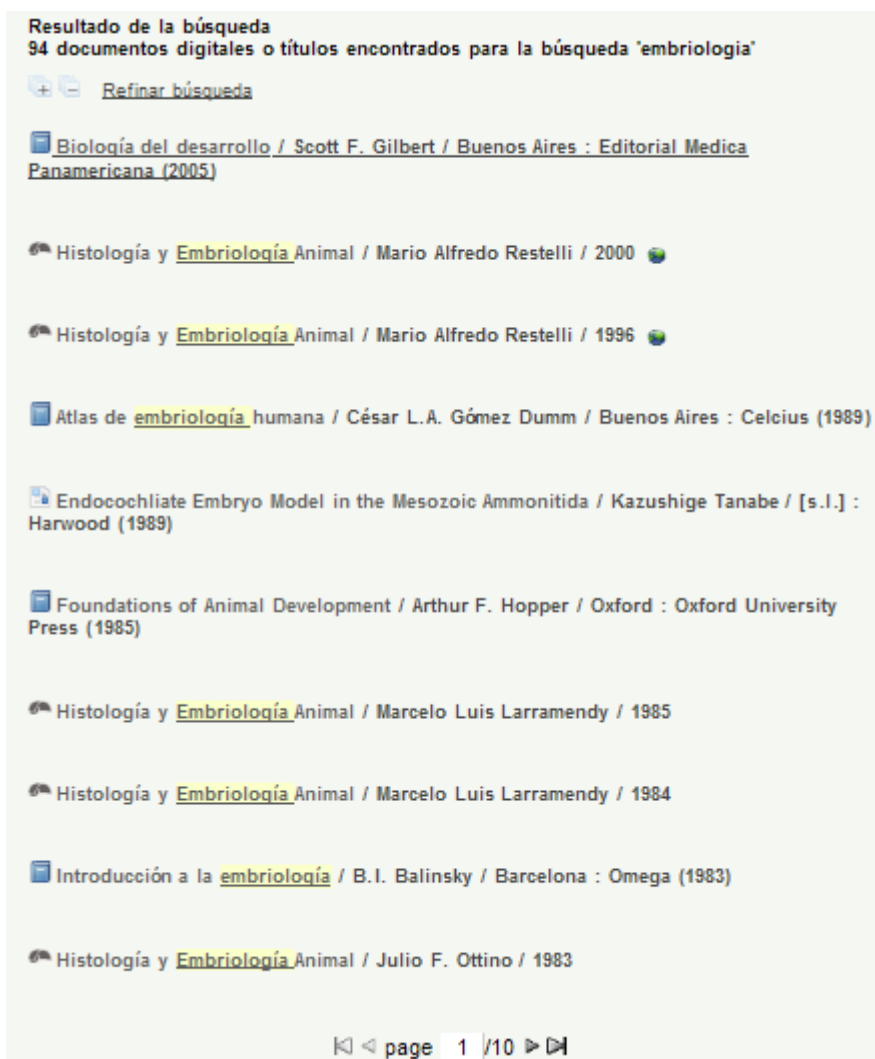 Resultado de la búsqueda
94 documentos digitales o títulos encontrados para la búsqueda 'embriologia'
Refinar búsqueda
Biología del desarrollo / Scott F. Gilbert / Buenos Aires : Editorial Medica
Panamericana (2005)
Histología y Embriología Animal / Mario Alfredo Restelli / 2000
Histología y Embriología Animal / Mario Alfredo Restelli / 1996
Atlas de embriología humana / César L.A. Gómez Dumm / Buenos Aires : Celcius (1989)
Endocochliate Embryo Model in the Mesozoic Ammonitida / Kazushige Tanabe / [s.l.] :
Harwood (1989)
Foundations of Animal Development / Arthur F. Hopper / Oxford : Oxford University
Press (1985)
Histología y Embriología Animal / Marcelo Luis Larramendy / 1985
Histología y Embriología Animal / Marcelo Luis Larramendy / 1984
Introducción a la embriología / B.I. Balinsky / Barcelona : Omega (1983)
Histología y Embriología Animal / Julio F. Ottino / 1983
page 1 /10